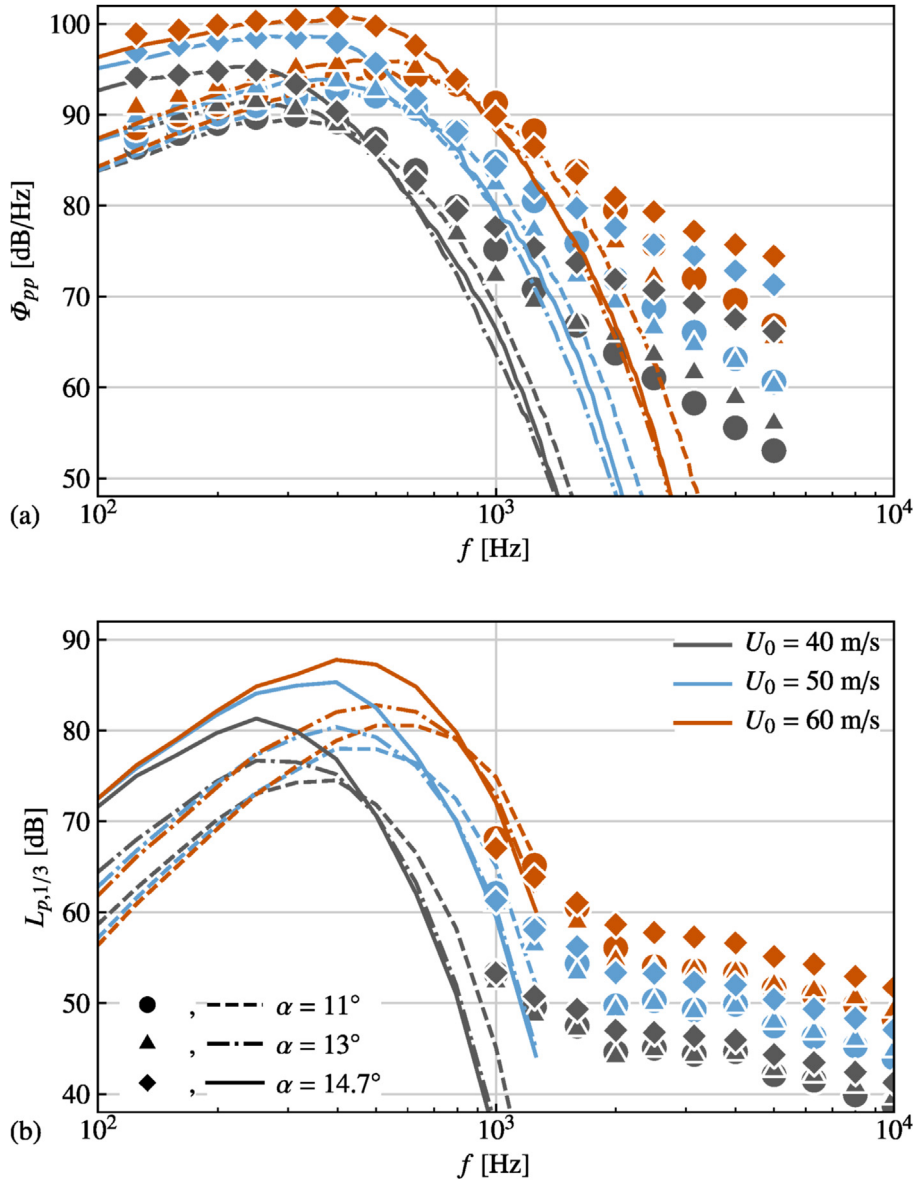 100
90
80
70
60
50
Φpp [dB/Hz]
(a)
10² 10³ 10⁴
f [Hz]
90
80
70
60
50
40
Lp,1/3 [dB]
U₀ = 40 m/s
U₀ = 50 m/s
U₀ = 60 m/s
, α = 11°
, α = 13°
, α = 14.7°
(b)
10² 10³ 10⁴
f [Hz]